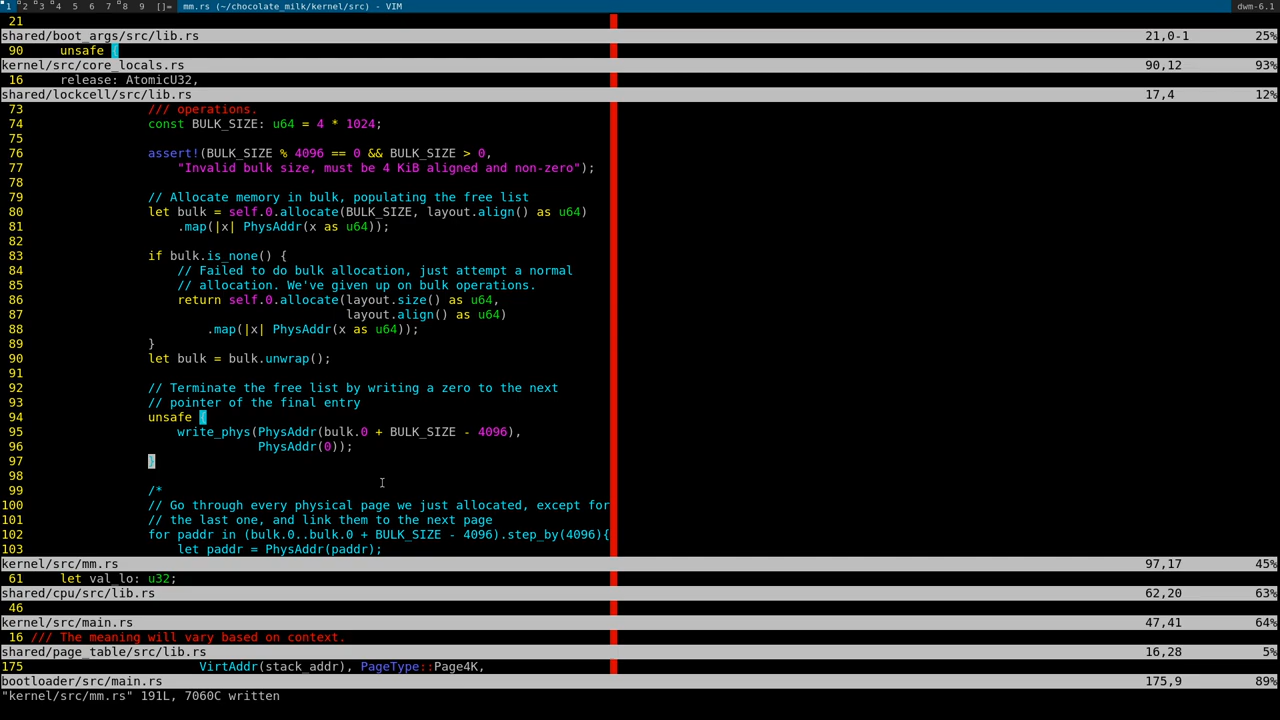 1 2 3 4 5 6 7 8 9 []= mm.rs (~/chocolate_milk/kernel/src) - VIM dwm-6.1
21
shared/boot_args/src/lib.rs 21,0-1 25%
90 unsafe {
kernel/src/core_locals.rs 90,12 93%
16 release: AtomicU32,
shared/lockcell/src/lib.rs 17,4 12%
73 /// operations.
74 const BULK_SIZE: u64 = 4 * 1024;
75
76 assert!(BULK_SIZE % 4096 == 0 && BULK_SIZE > 0,
77 "Invalid bulk size, must be 4 KiB aligned and non-zero");
78
79 // Allocate memory in bulk, populating the free list
80 let bulk = self.0.allocate(BULK_SIZE, layout.align() as u64)
81 .map(|x| PhysAddr(x as u64));
82
83 if bulk.is_none() {
84 // Failed to do bulk allocation, just attempt a normal
85 // allocation. We've given up on bulk operations.
86 return self.0.allocate(layout.size() as u64,
87 layout.align() as u64)
88 .map(|x| PhysAddr(x as u64));
89 }
90 let bulk = bulk.unwrap();
91
92 // Terminate the free list by writing a zero to the next
93 // pointer of the final entry
94 unsafe {
95 write_phys(PhysAddr(bulk.0 + BULK_SIZE - 4096),
96 PhysAddr(0));
97 }
98
99 /*
100 // Go through every physical page we just allocated, except for
101 // the last one, and link them to the next page
102 for paddr in (bulk.0..bulk.0 + BULK_SIZE - 4096).step_by(4096){
103 let paddr = PhysAddr(paddr);
kernel/src/mm.rs 97,17 45%
61 let val_lo: u32;
shared/cpu/src/lib.rs 62,20 63%
46
kernel/src/main.rs 47,41 64%
16 /// The meaning will vary based on context.
shared/page_table/src/lib.rs 16,28 5%
175 VirtAddr(stack_addr), PageType::Page4K,
bootloader/src/main.rs 175,9 89%
"kernel/src/mm.rs" 191L, 7060C written